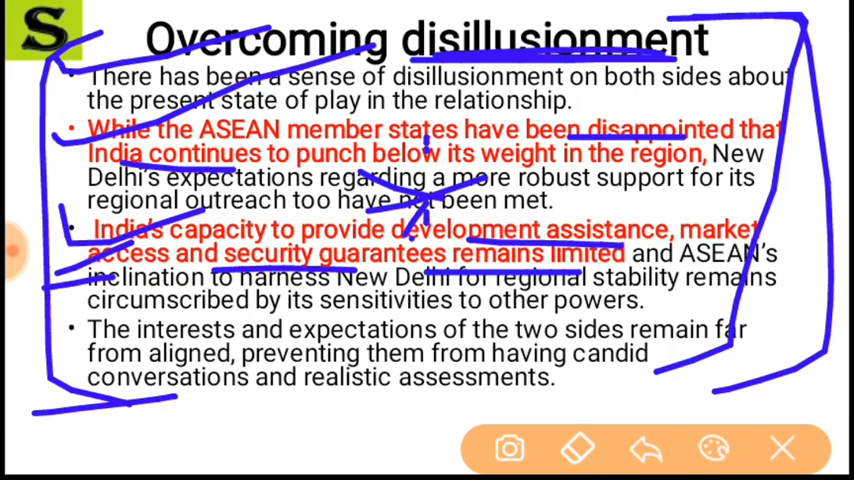 S
Overcoming disillusionment
• There has been a sense of disillusionment on both sides about
the present state of play in the relationship.
• While the ASEAN member states have been disappointed that
India continues to punch below its weight in the region, New
Delhi's expectations regarding a more robust support for its
regional outreach too have not been met.
• India's capacity to provide development assistance, market
access and security guarantees remains limited and ASEAN's
inclination to harness New Delhi for regional stability remains
circumscribed by its sensitivities to other powers.
• The interests and expectations of the two sides remain far
from aligned, preventing them from having candid
conversations and realistic assessments.